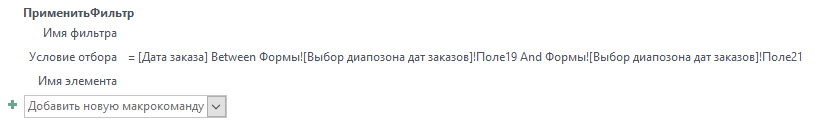 ПрименитьФильтр
Имя фильтра
Условие отбора = [Дата заказа] Between Формы![Выбор диапозона дат заказов]!Поле19 And Формы![Выбор диапозона дат заказов]!Поле21
Имя элемента
Добавить новую макрокоманду